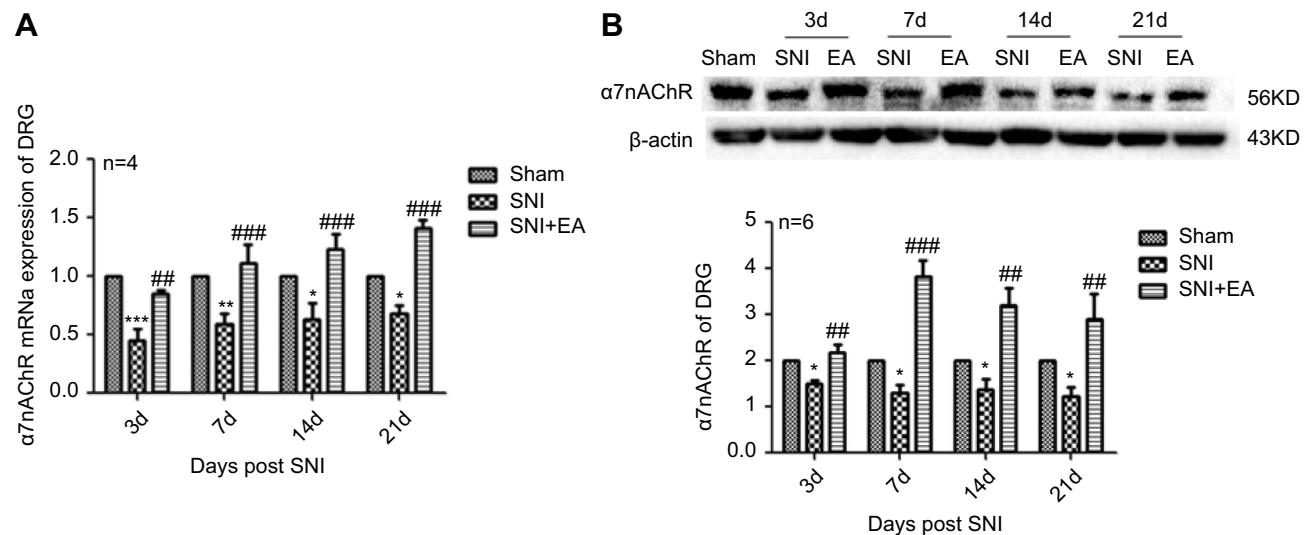 A
α7nAChR mRNa expression of DRG
2.0
1.5
1.0
0.5
0.0
n=4
***
##
**
###
*
###
*
###
3d
7d
14d
21d
Days post SNI
Sham
SNI
SNI+EA
B
3d 7d 14d 21d
Sham SNI EA SNI EA SNI EA SNI EA
α7nAChR 56KD
β-actin 43KD
α7nAChR of DRG
5
4
3
2
1
0.0
n=6
*
##
*
###
*
##
*
##
3d
7d
14d
21d
Days post SNI
Sham
SNI
SNI+EA